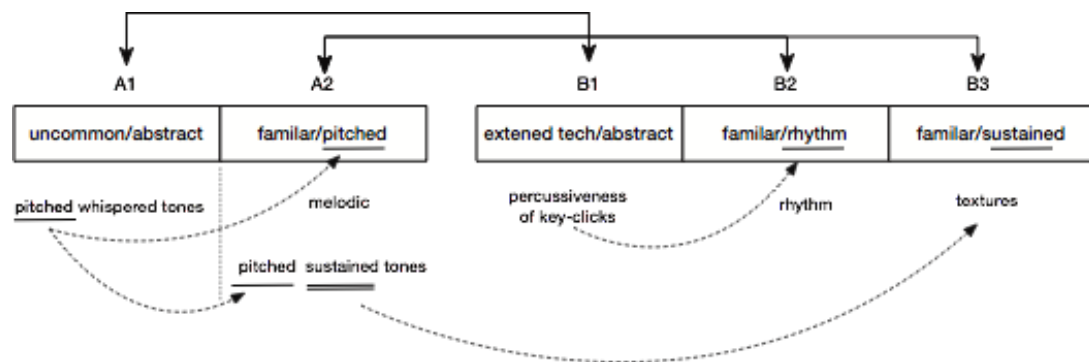 A1 A2 B1 B2 B3
uncommon/abstract familar/pitched extened tech/abstract familar/rhythm familar/sustained
pitched whispered tones melodic percussiveness rhythm textures
of key-clicks
pitched sustained tones